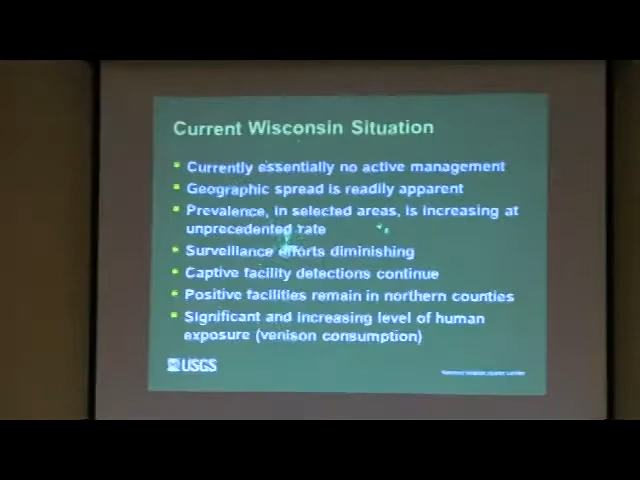 Current Wisconsin Situation
Currently essentially no active management
Geographic spread is readily apparent
Prevalence, in selected areas, is increasing at
unprecedented rate
Surveillance efforts diminishing
Captive facility detections continue
Positive facilities remain in northern counties
Significant and increasing level of human
exposure (venison consumption)
USGS